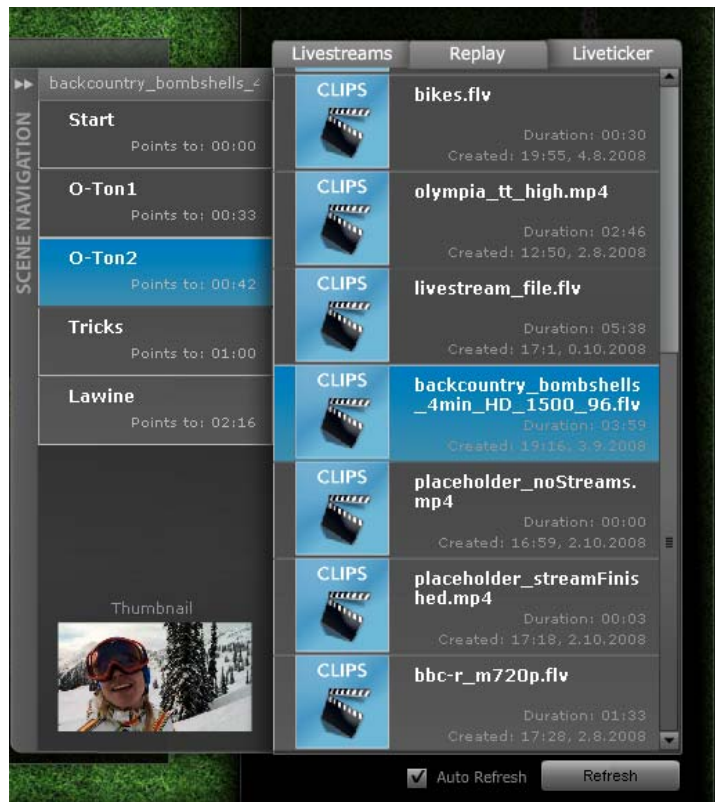 Livestreams
Replay
Liveticker
SCENE NAVIGATION
backcountry_bombshells_4
Start
Points to: 00:00
O-Ton1
Points to: 00:33
O-Ton2
Points to: 00:42
Tricks
Points to: 01:00
Lawine
Points to: 02:16
Thumbnail
CLIPS
bikes.flv
Duration: 00:30
Created: 19:55, 4.8.2008
CLIPS
olympia_tt_high.mp4
Duration: 02:46
Created: 12:50, 2.8.2008
CLIPS
livestream_file.flv
Duration: 05:38
Created: 17:1, 0.10.2008
CLIPS
backcountry_bombshells
_4min_HD_1500_96.flv
Duration: 03:59
Created: 19:16, 3.9.2008
CLIPS
placeholder_noStreams.
mp4
Duration: 00:00
Created: 16:59, 2.10.2008
CLIPS
placeholder_streamFinis
hed.mp4
Duration: 00:03
Created: 17:18, 2.10.2008
CLIPS
bbc-r_m720p.flv
Duration: 01:33
Created: 17:28, 2.8.2008
Auto Refresh
Refresh